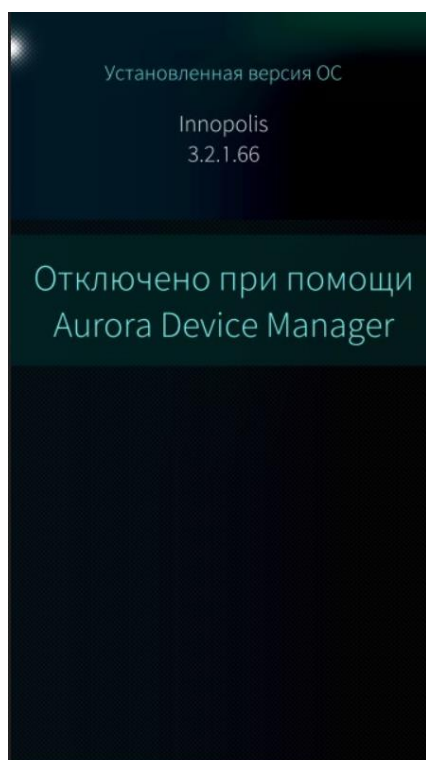 Установленная версия ОС
Innopolis
3.2.1.66
Отключено при помощи
Aurora Device Manager